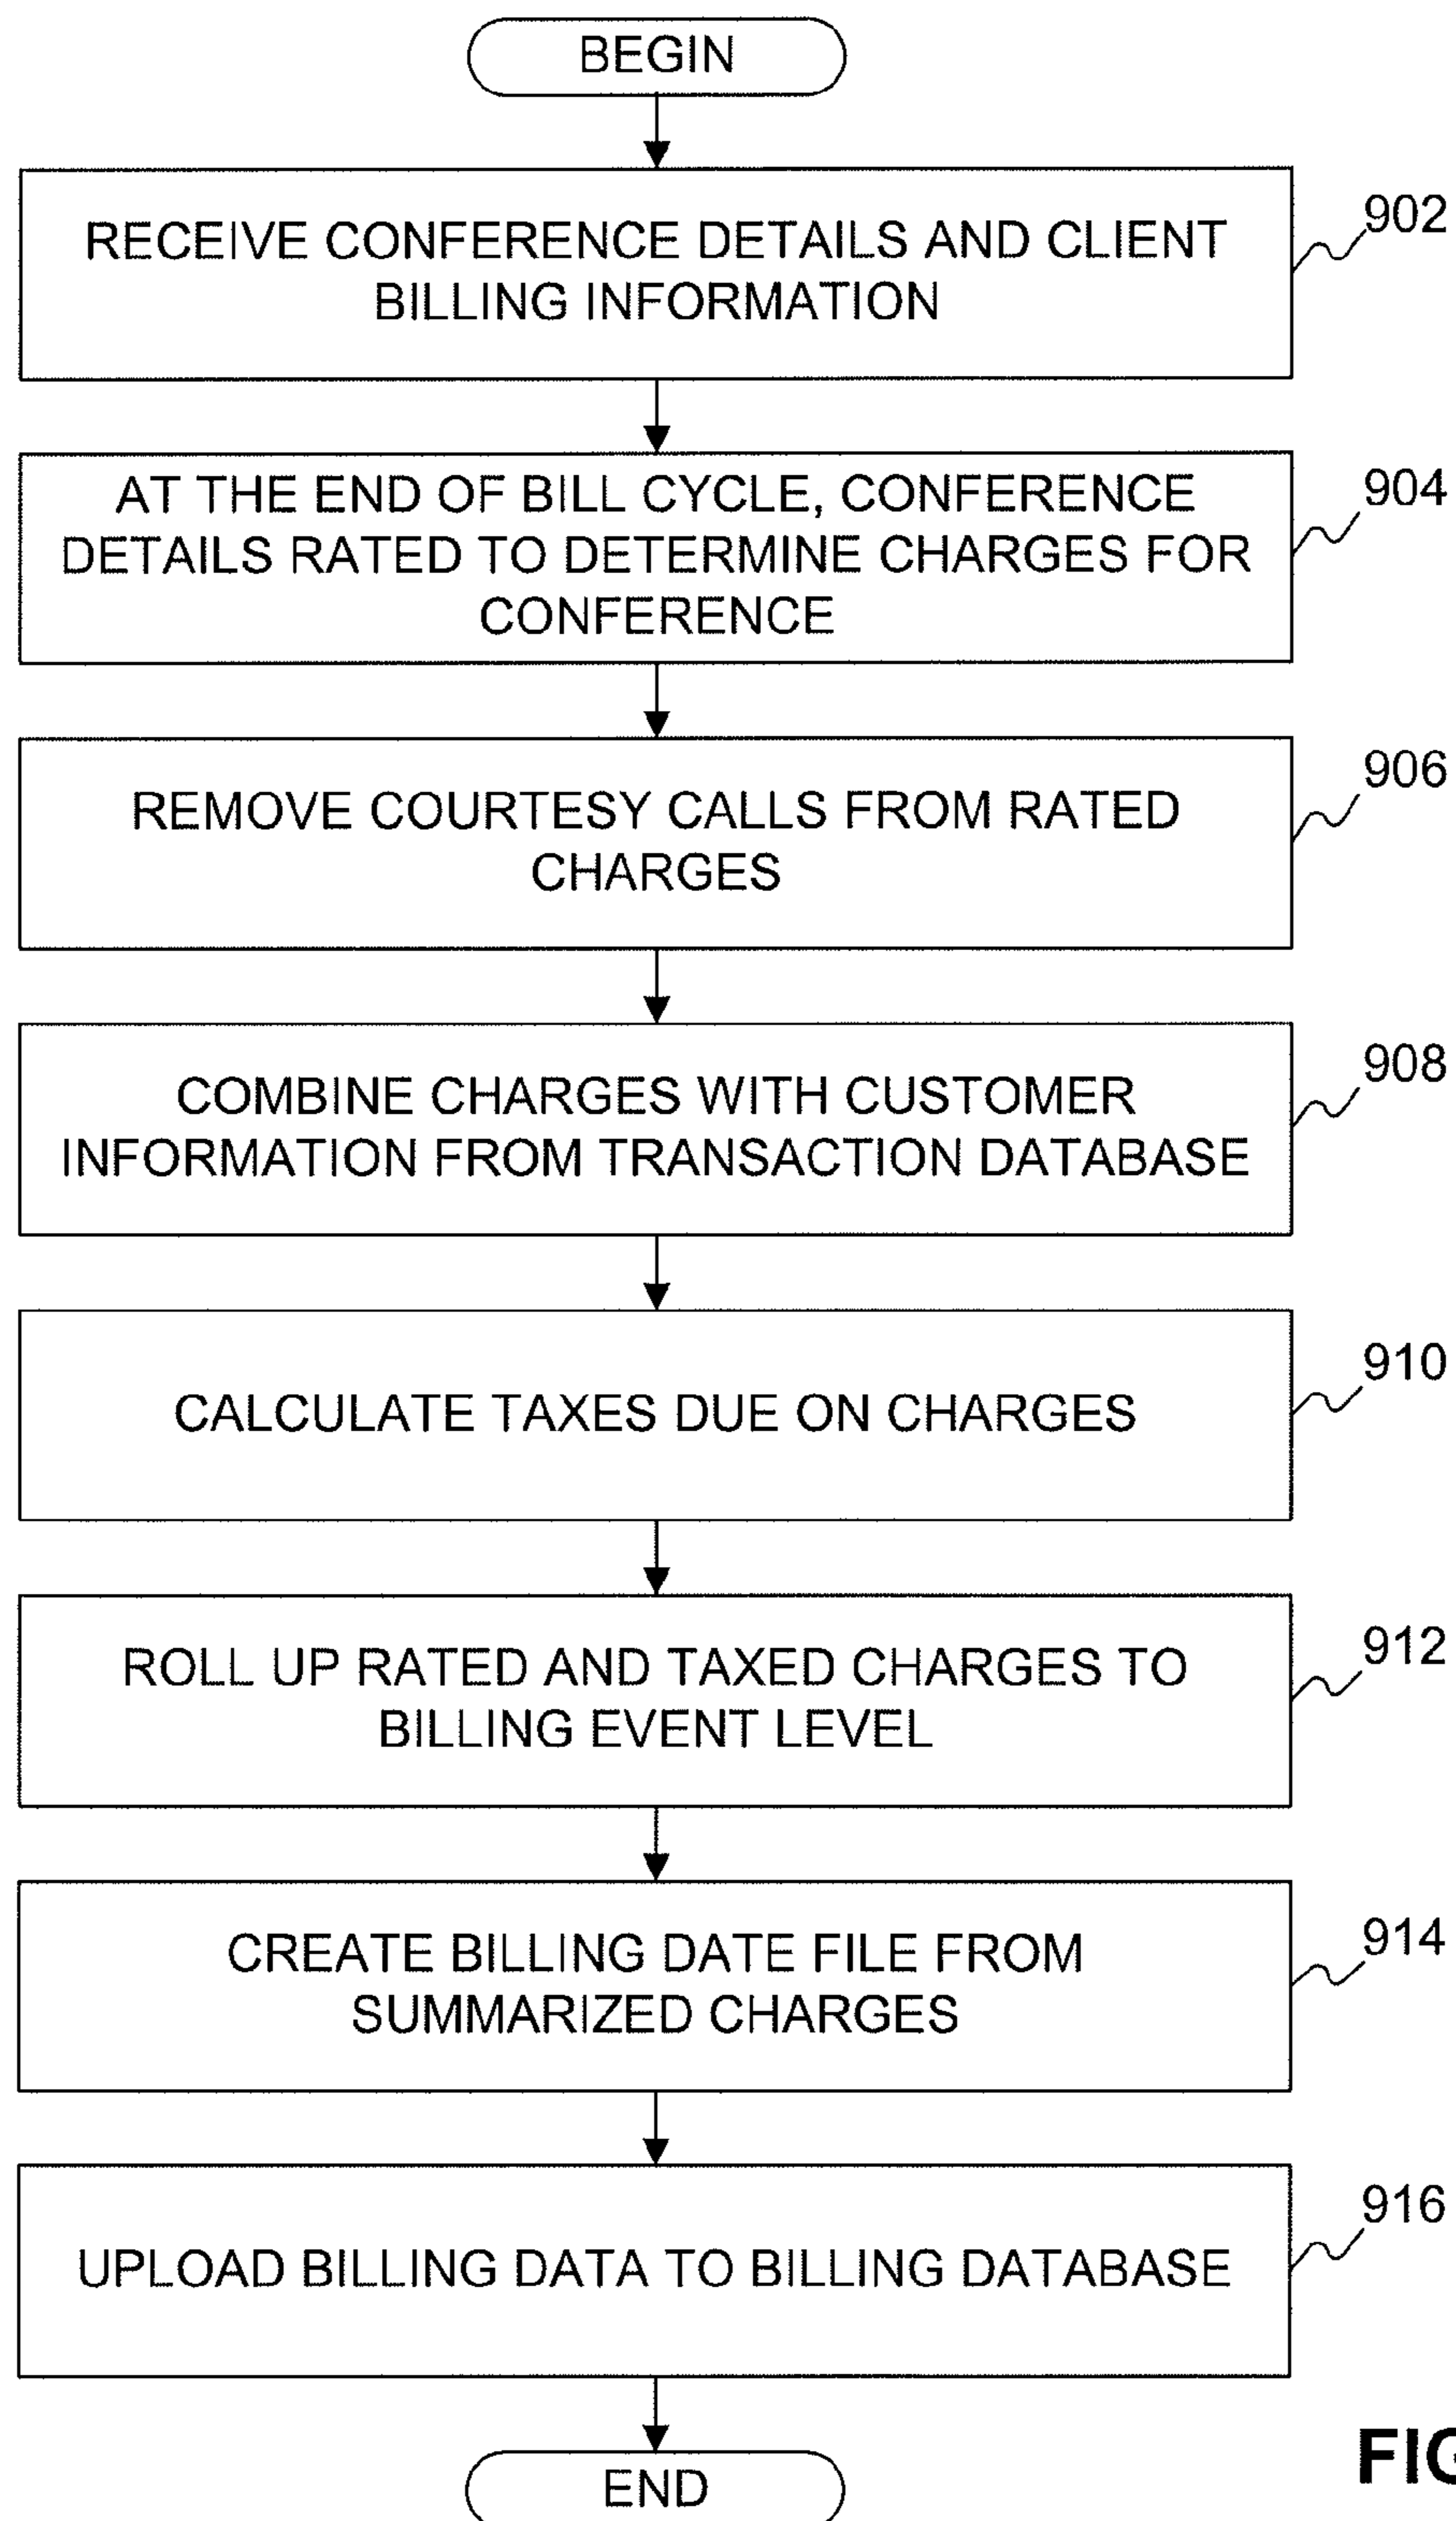 BEGIN
RECEIVE CONFERENCE DETAILS AND CLIENT
BILLING INFORMATION
902
AT THE END OF BILL CYCLE, CONFERENCE
DETAILS RATED TO DETERMINE CHARGES FOR
CONFERENCE
904
REMOVE COURTESY CALLS FROM RATED
CHARGES
906
COMBINE CHARGES WITH CUSTOMER
INFORMATION FROM TRANSACTION DATABASE
908
CALCULATE TAXES DUE ON CHARGES
910
ROLL UP RATED AND TAXED CHARGES TO
BILLING EVENT LEVEL
912
CREATE BILLING DATE FILE FROM
SUMMARIZED CHARGES
914
UPLOAD BILLING DATA TO BILLING DATABASE
916
END